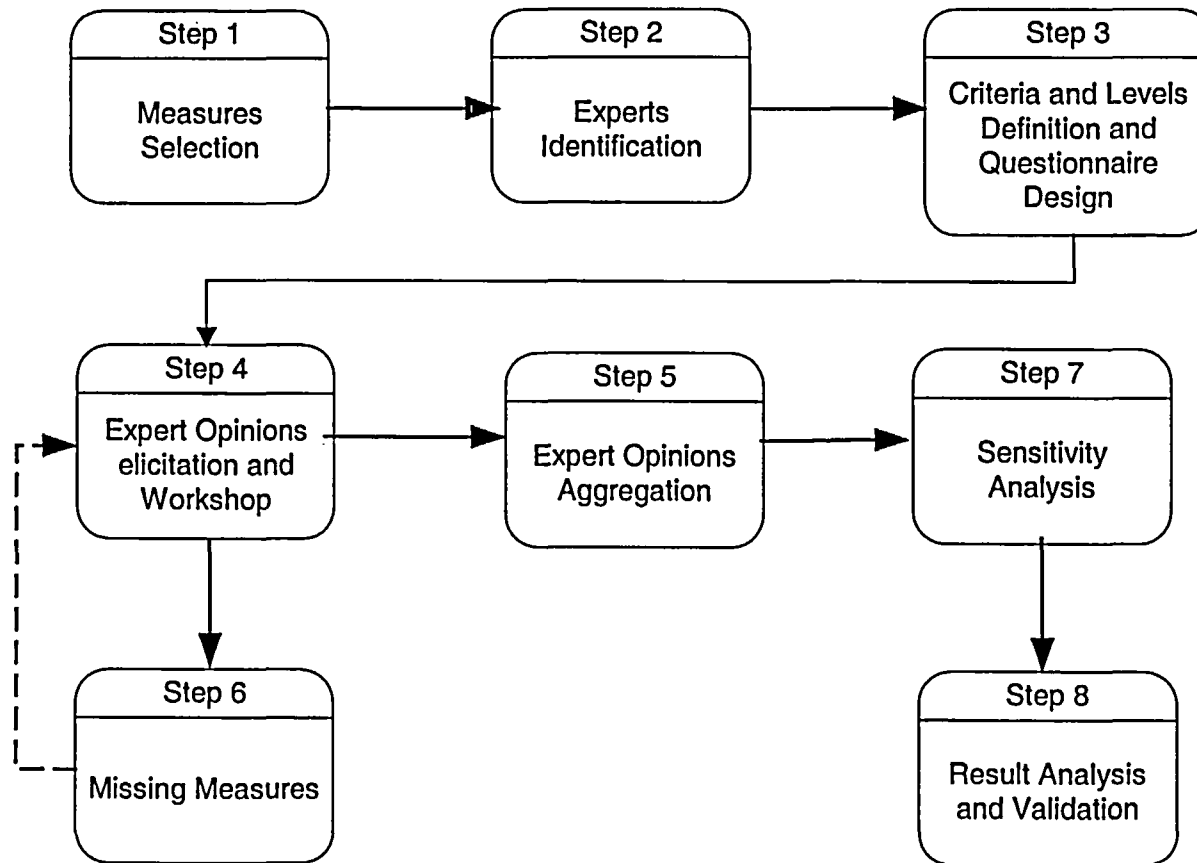 Step 1
Measures
Selection
Step 2
Experts
Identification
Step 3
Criteria and Levels
Definition and
Questionnaire
Design
Step 4
Expert Opinions
elicitation and
Workshop
Step 5
Expert Opinions
Aggregation
Step 7
Sensitivity
Analysis
Step 6
Missing Measures
Step 8
Result Analysis
and Validation